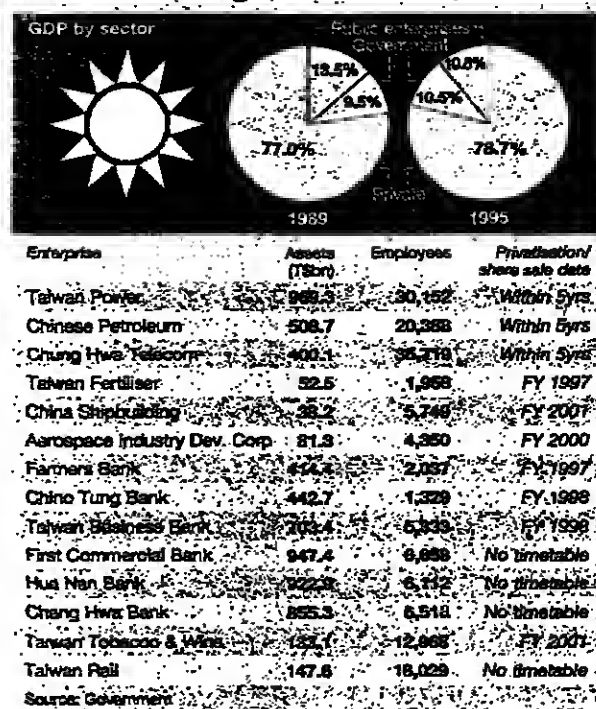 GDP by sector
Public enterprises
Government
13.5%
9.5%
77.0%
10.8%
10.5%
78.7%
Private
1989
1995
Enterprise Assets (T$bn) Employees Privatisation/ share sale date
Taiwan Power 30,152 Within 5yrs
Chinese Petroleum 508.7 20,388 Within 5yrs
Chung Hwa Telecom 400.1 Within 5yrs
Taiwan Fertiliser 52.5 1,958 FY 1997
China Shipbuilding 38.2 5,749 FY 2001
Aerospace Industry Dev. Corp 81.3 4,350 FY 2000
Farmers Bank 414.4 2,037 FY 1997
Chino Tung Bank 442.7 1,329 FY 1998
Taiwan Business Bank 703.4 5,333 FY 1998
First Commercial Bank 947.4 No timetable
Hua Nan Bank 6,112 No timetable
Chang Hwa Bank 855.3 6,518 No timetable
Taiwan Tobacco & Wine FY 2001
Taiwan Rail 147.6 18,029 No timetable
Source: Government